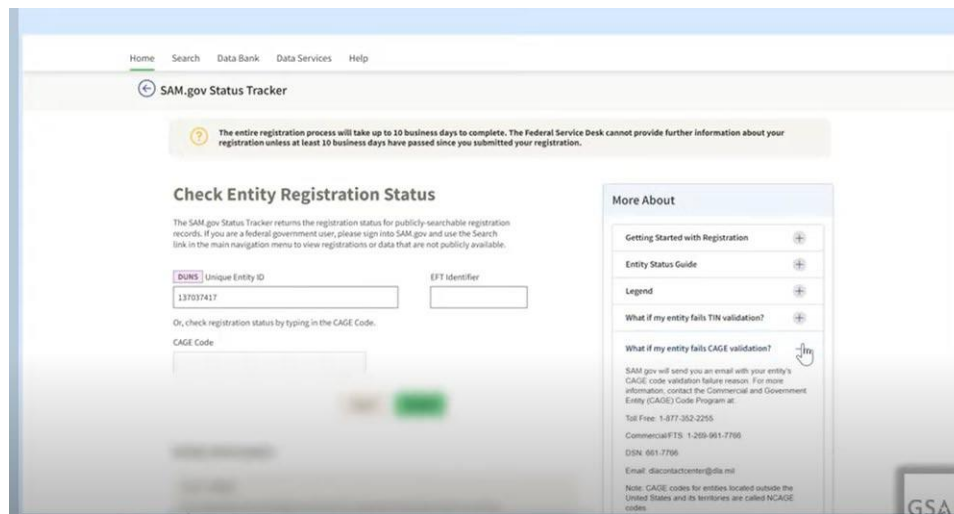 Home Search Data Bank Data Services Help
SAM.gov Status Tracker
The entire registration process will take up to 10 business days to complete. The Federal Service Desk cannot provide further information about your
registration unless at least 10 business days have passed since you submitted your registration.
Check Entity Registration Status
The SAM.gov Status Tracker returns the registration status for publicly-searchable registration
records. If you are a federal government user, please sign into SAM.gov and use the Search
link in the main navigation menu to view registrations or data that are not publicly available.
DUNS Unique Entity ID
EFT Identifier
137037417
Or, check registration status by typing in the CAGE Code.
CAGE Code
More About
Getting Started with Registration
Entity Status Guide
Legend
What if my entity fails TIN validation?
What if my entity fails CAGE validation?
SAM.gov will send you an email with your entity's
CAGE code validation failure reason. For more
information, contact the Commercial and Government
Entity (CAGE) Code Program at:
Toll Free: 1-877-352-2255
Commercial/FTS: 1-269-961-7766
DSN: 661-7766
Email: dlacontactcenter@dla.mil
Note: CAGE codes for entities located outside the
United States and its territories are called NCAGE
codes
GSA